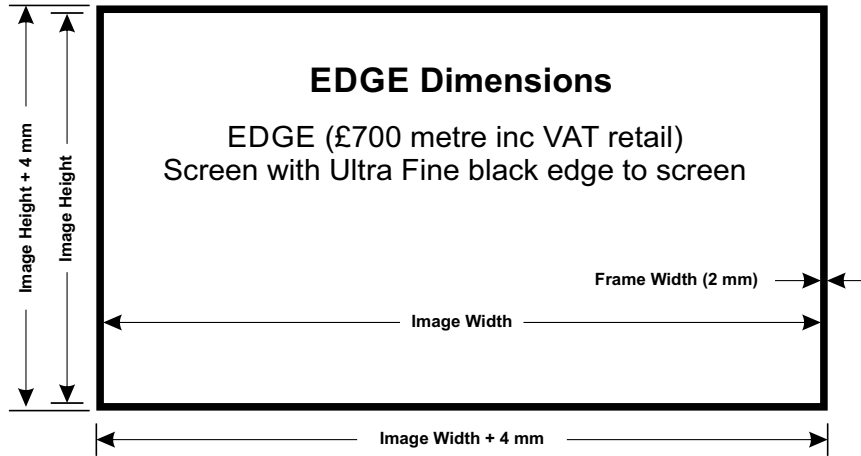 EDGE Dimensions
EDGE (£700 metre inc VAT retail)
Screen with Ultra Fine black edge to screen
Image Height + 4 mm
Image Height
Frame Width (2 mm)
Image Width
Image Width + 4 mm